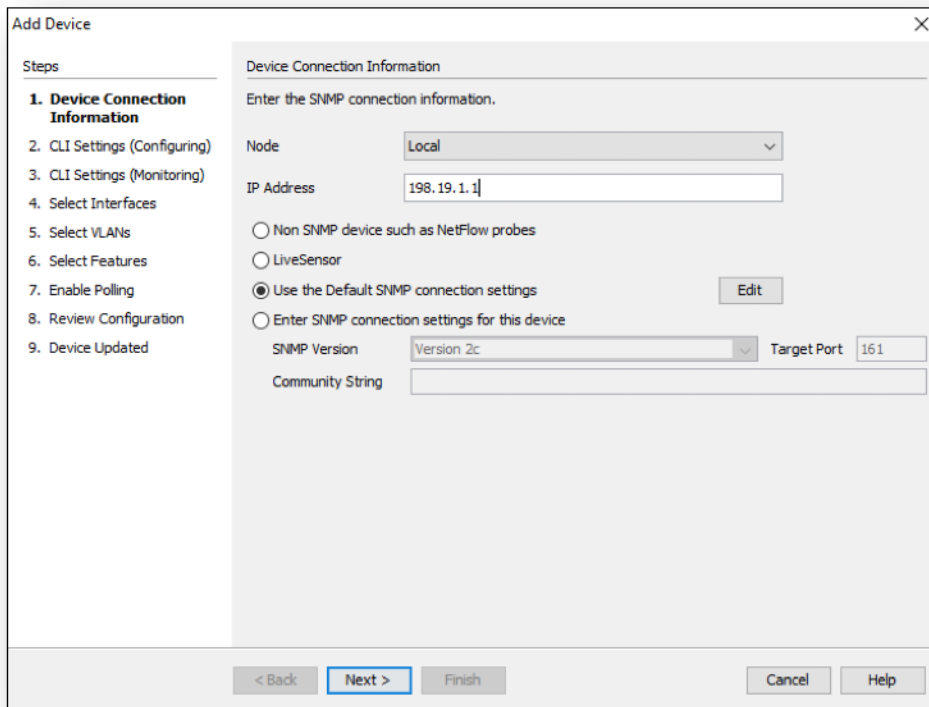 Add Device
Steps
1. Device Connection
Information
2. CLI Settings (Configuring)
3. CLI Settings (Monitoring)
4. Select Interfaces
5. Select VLANs
6. Select Features
7. Enable Polling
8. Review Configuration
9. Device Updated
Device Connection Information
Enter the SNMP connection information.
Node Local
IP Address 198.19.1.1
Non SNMP device such as NetFlow probes
LiveSensor
Use the Default SNMP connection settings Edit
Enter SNMP connection settings for this device
SNMP Version Version 2c Target Port 161
Community String
< Back Next > Finish Cancel Help